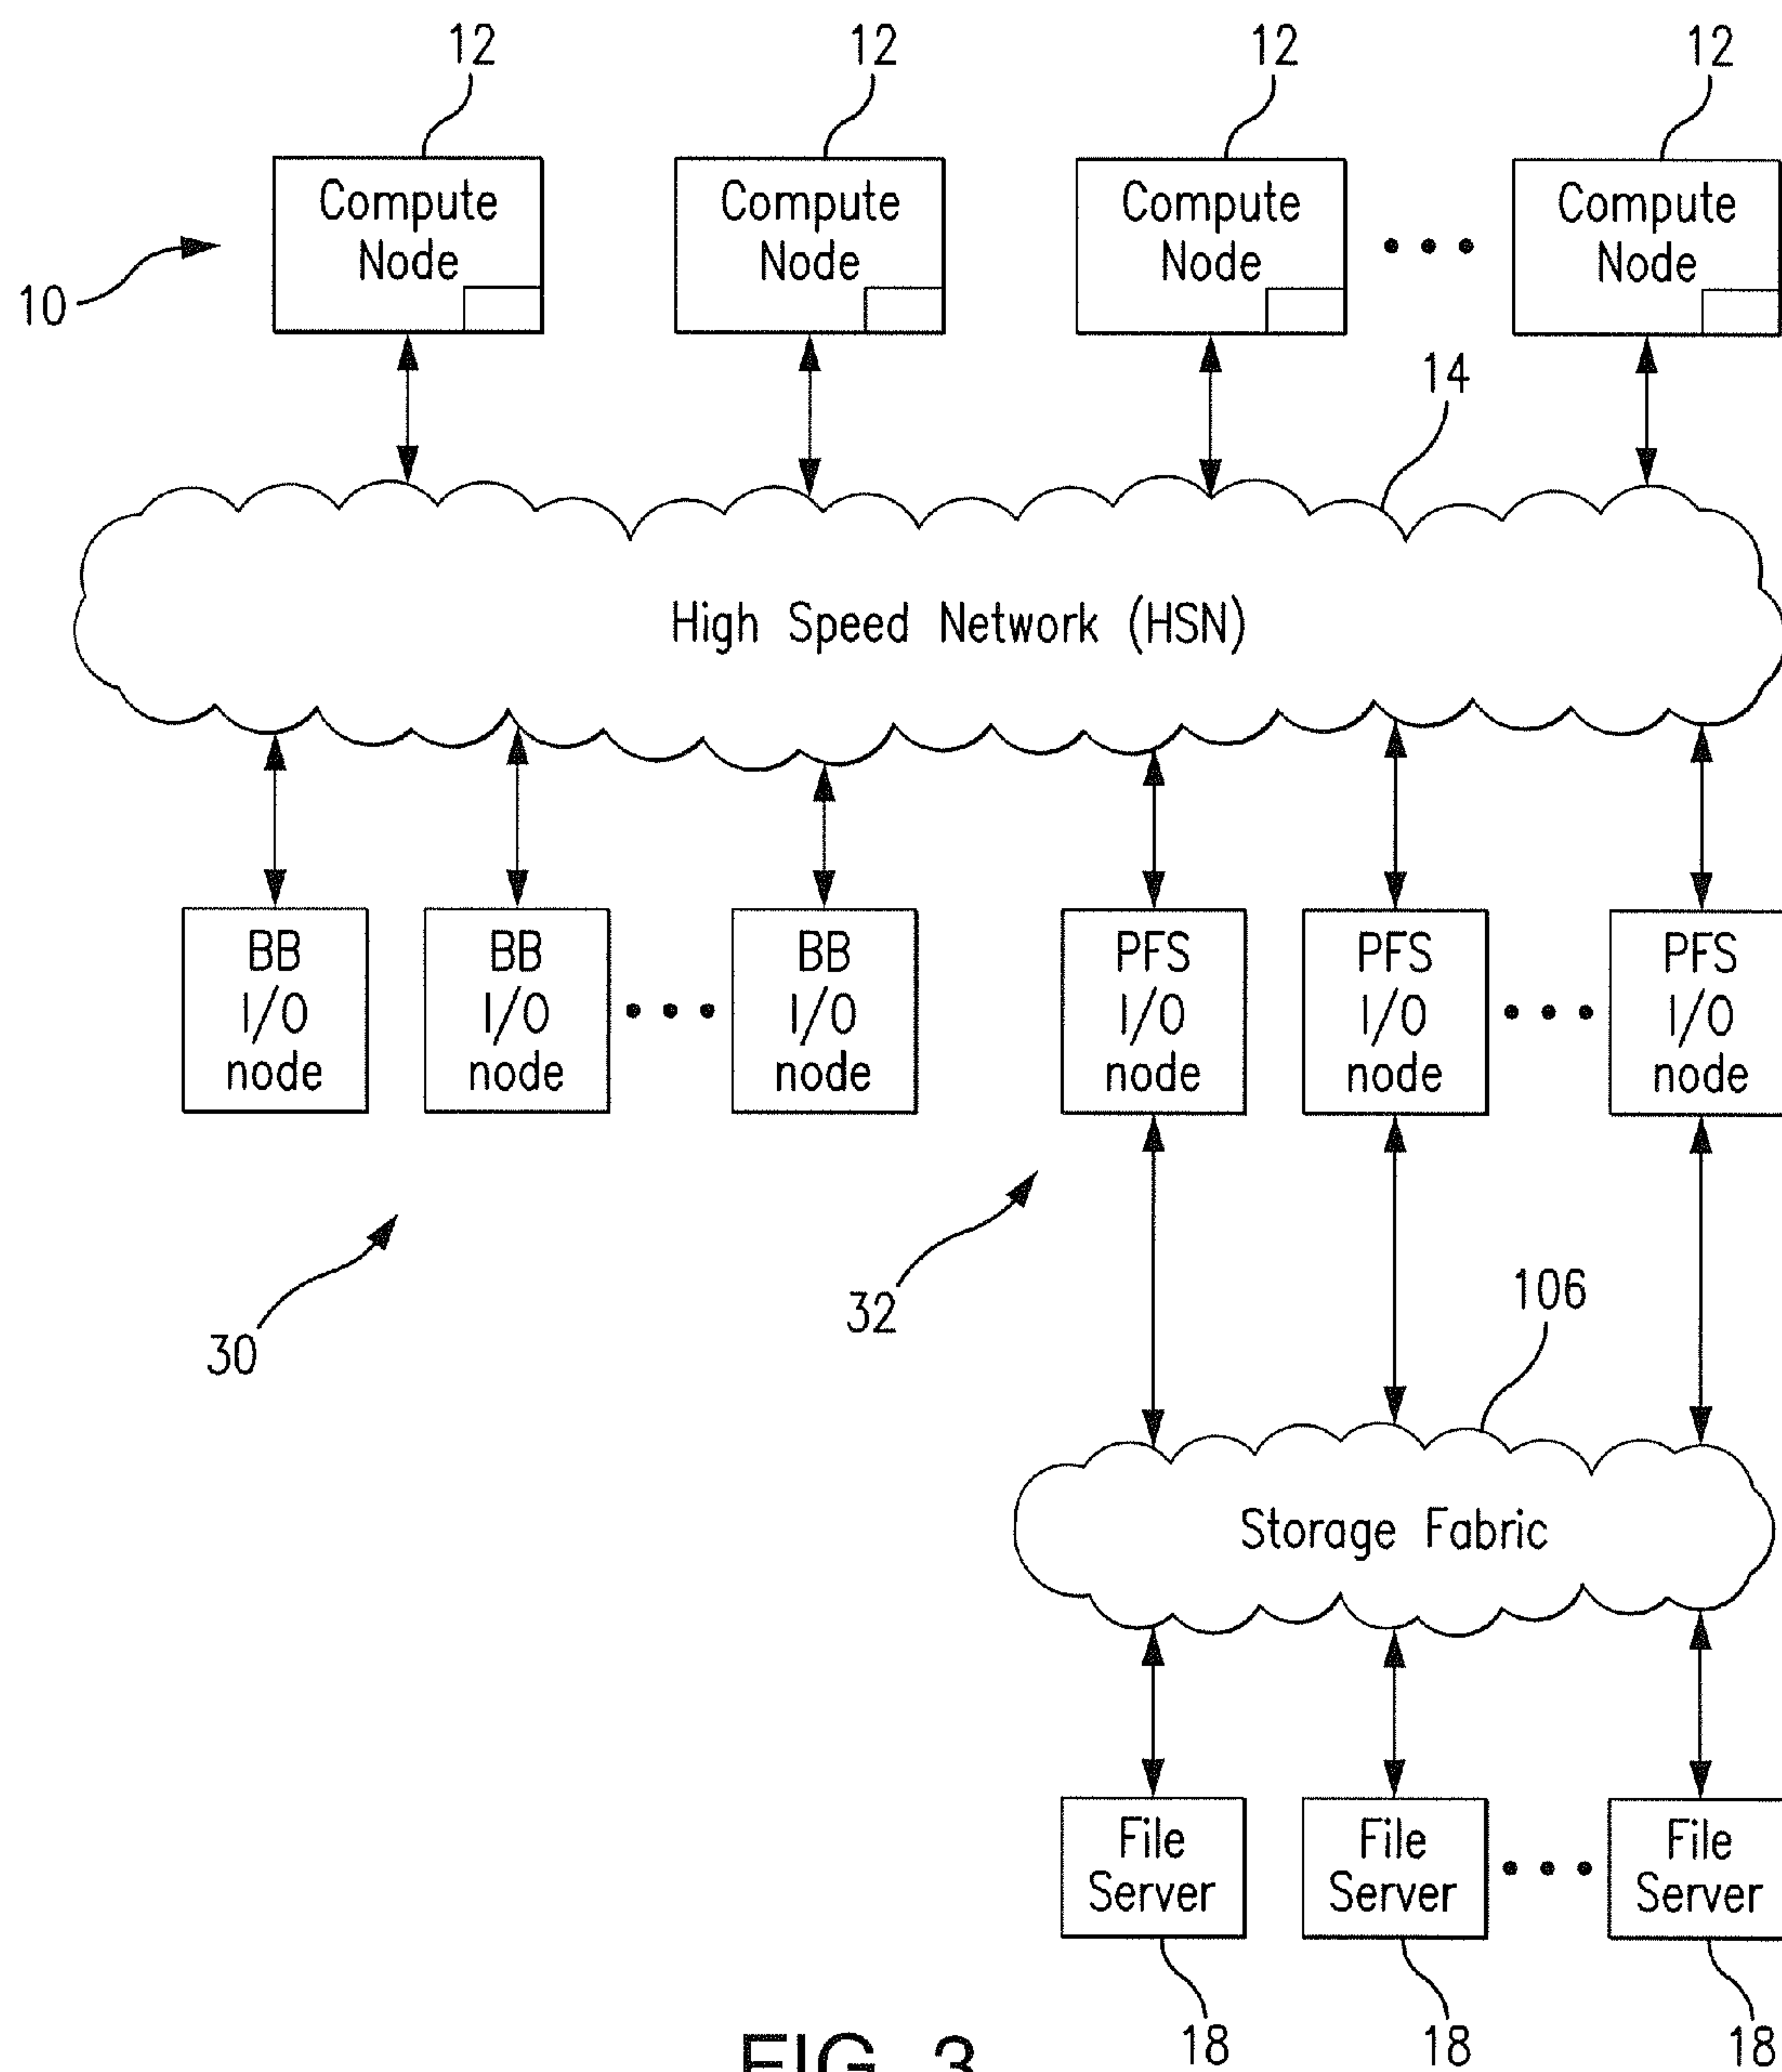 12 12 12 12
Compute Compute Compute Compute
Node Node Node • • • Node
10
14
High Speed Network (HSN)
BB BB BB PFS PFS PFS
I/O I/O • • • I/O I/O I/O • • • I/O
node node node node node node
106
32
30
Storage Fabric
File File File
Server Server • • • Server
18 18 18
FIG. 3